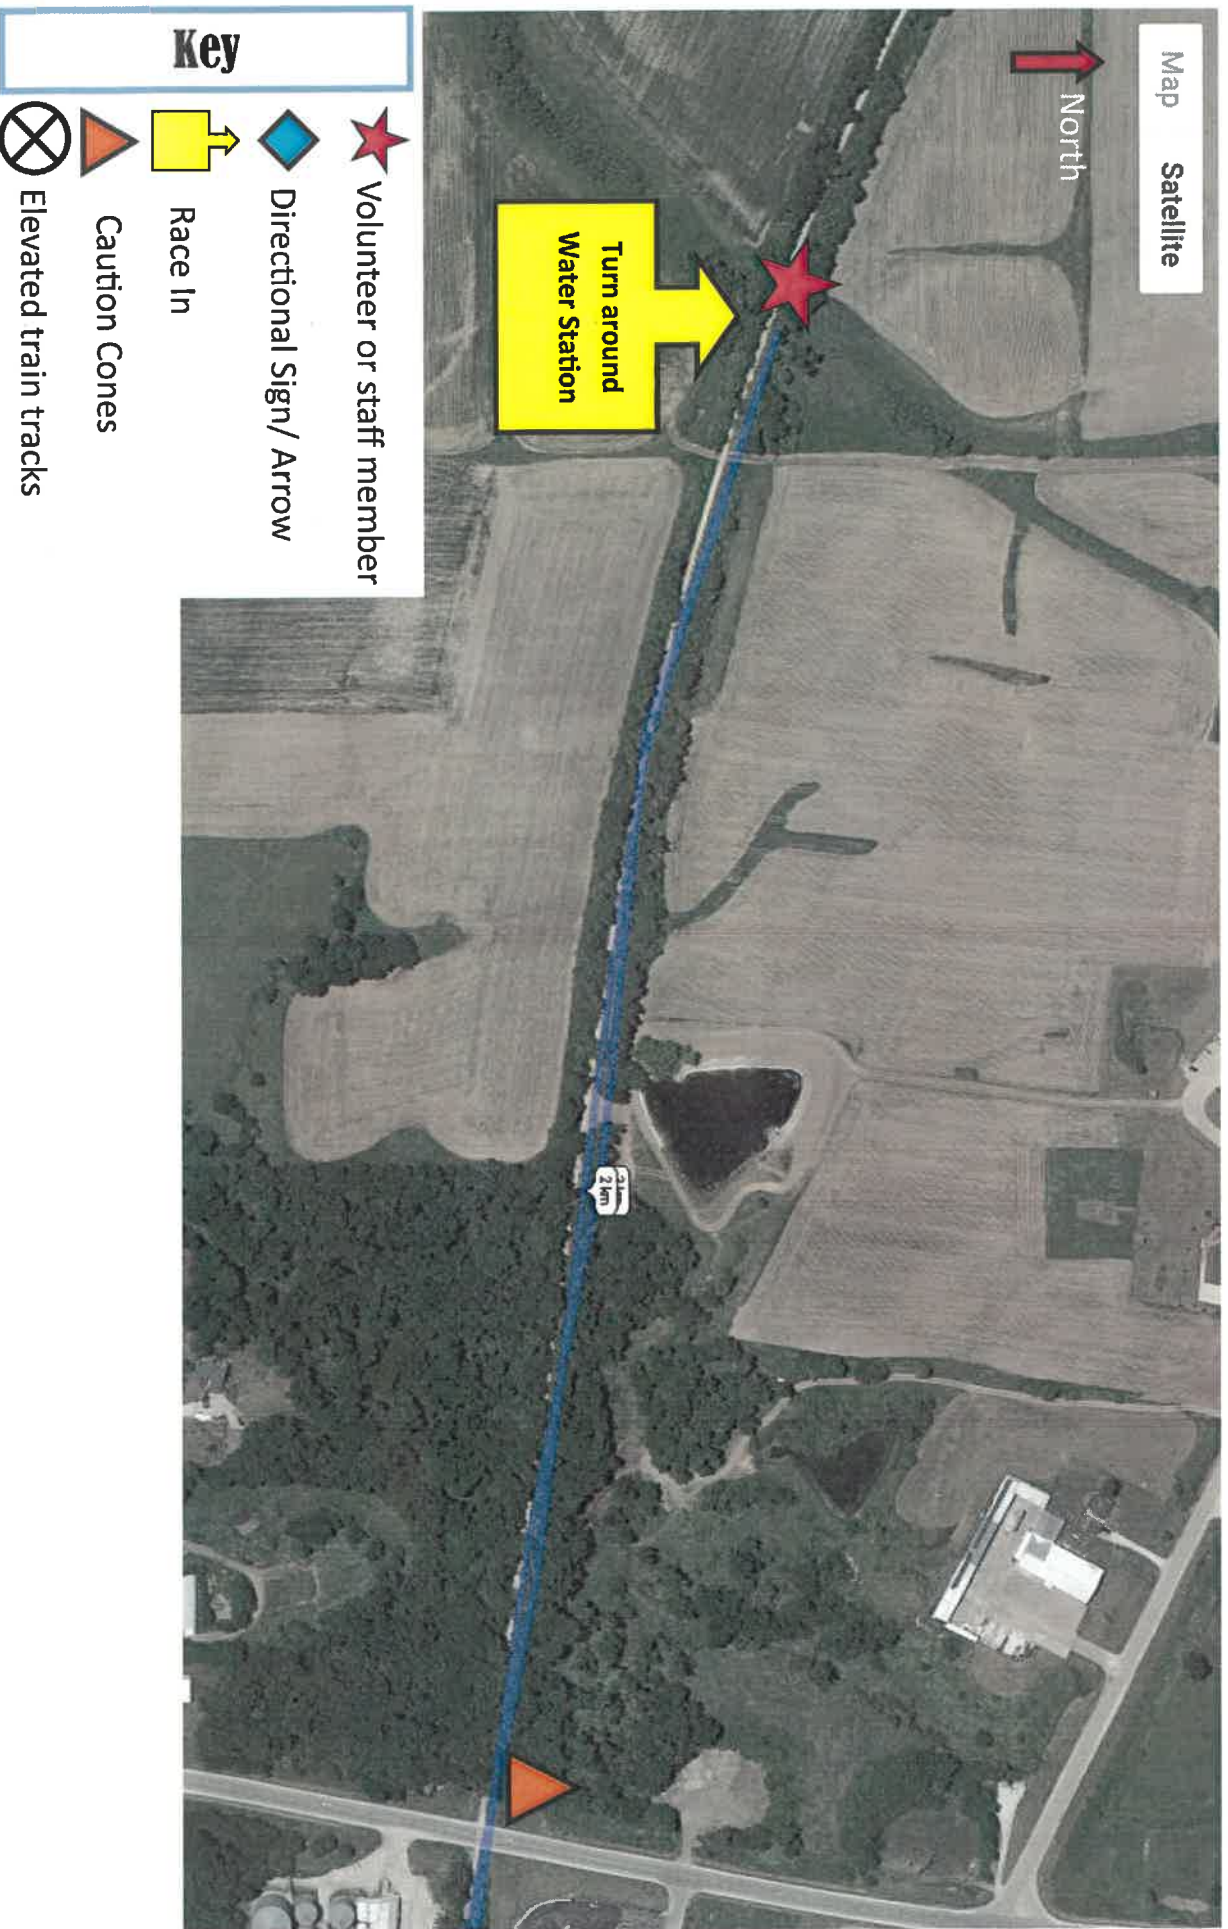 Map Satellite
North
Turn around
Water Station
2 km
Key
Volunteer or staff member
Directional Sign/ Arrow
Race In
Caution Cones
Elevated train tracks